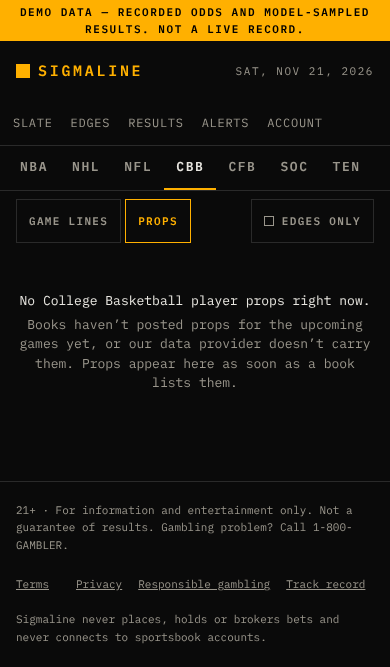 DEMO DATA — RECORDED ODDS AND MODEL-SAMPLED
RESULTS. NOT A LIVE RECORD.
SIGMALINE
SAT, NOV 21, 2026
SLATE EDGES RESULTS ALERTS ACCOUNT
NBA NHL NFL CBB CFB SOC TEN
GAME LINES PROPS EDGES ONLY
No College Basketball player props right now.
Books haven’t posted props for the upcoming
games yet, or our data provider doesn’t carry
them. Props appear here as soon as a book
lists them.
21+ · For information and entertainment only. Not a
guarantee of results. Gambling problem? Call 1-800-
GAMBLER.
Terms Privacy Responsible gambling Track record
Sigmaline never places, holds or brokers bets and
never connects to sportsbook accounts.